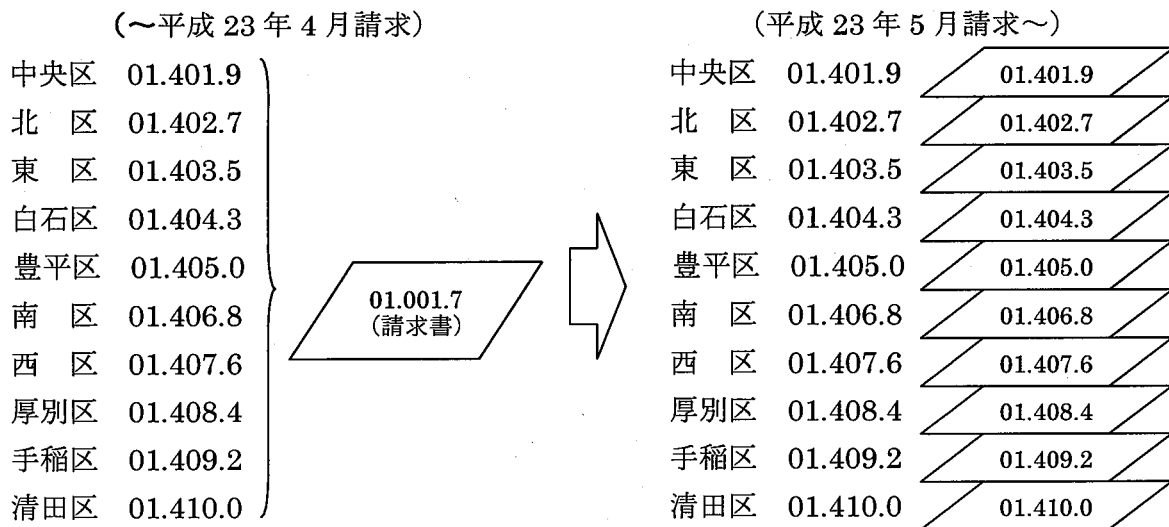 (～平成 23 年 4 月請求)
中央区 01.401.9
北 区 01.402.7
東 区 01.403.5
白石区 01.404.3
豊平区 01.405.0
南 区 01.406.8
西 区 01.407.6
厚別区 01.408.4
手稲区 01.409.2
清田区 01.410.0
01.001.7
(請求書)
(平成 23 年 5 月請求～)
中央区 01.401.9 01.401.9
北 区 01.402.7 01.402.7
東 区 01.403.5 01.403.5
白石区 01.404.3 01.404.3
豊平区 01.405.0 01.405.0
南 区 01.406.8 01.406.8
西 区 01.407.6 01.407.6
厚別区 01.408.4 01.408.4
手稲区 01.409.2 01.409.2
清田区 01.410.0 01.410.0